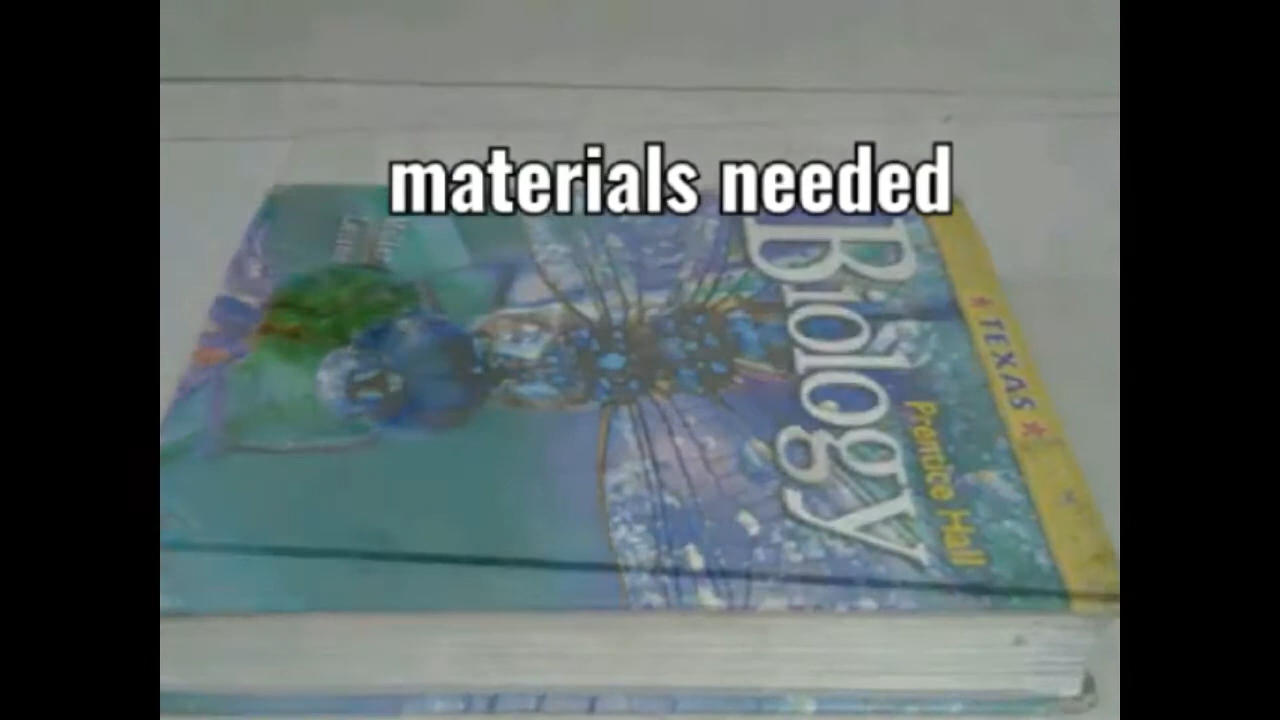 materials needed
★ TEXAS ★
Prentice Hall
Biology